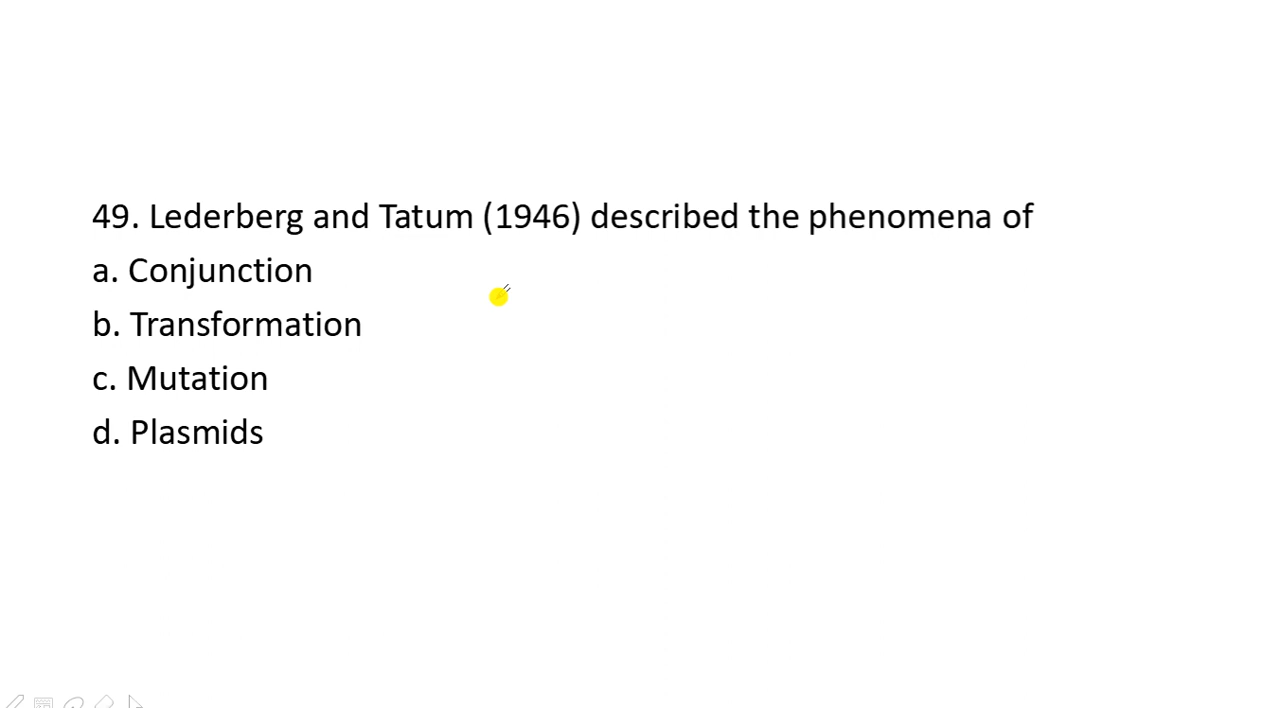 49. Lederberg and Tatum (1946) described the phenomena of
a. Conjunction
b. Transformation
c. Mutation
d. Plasmids